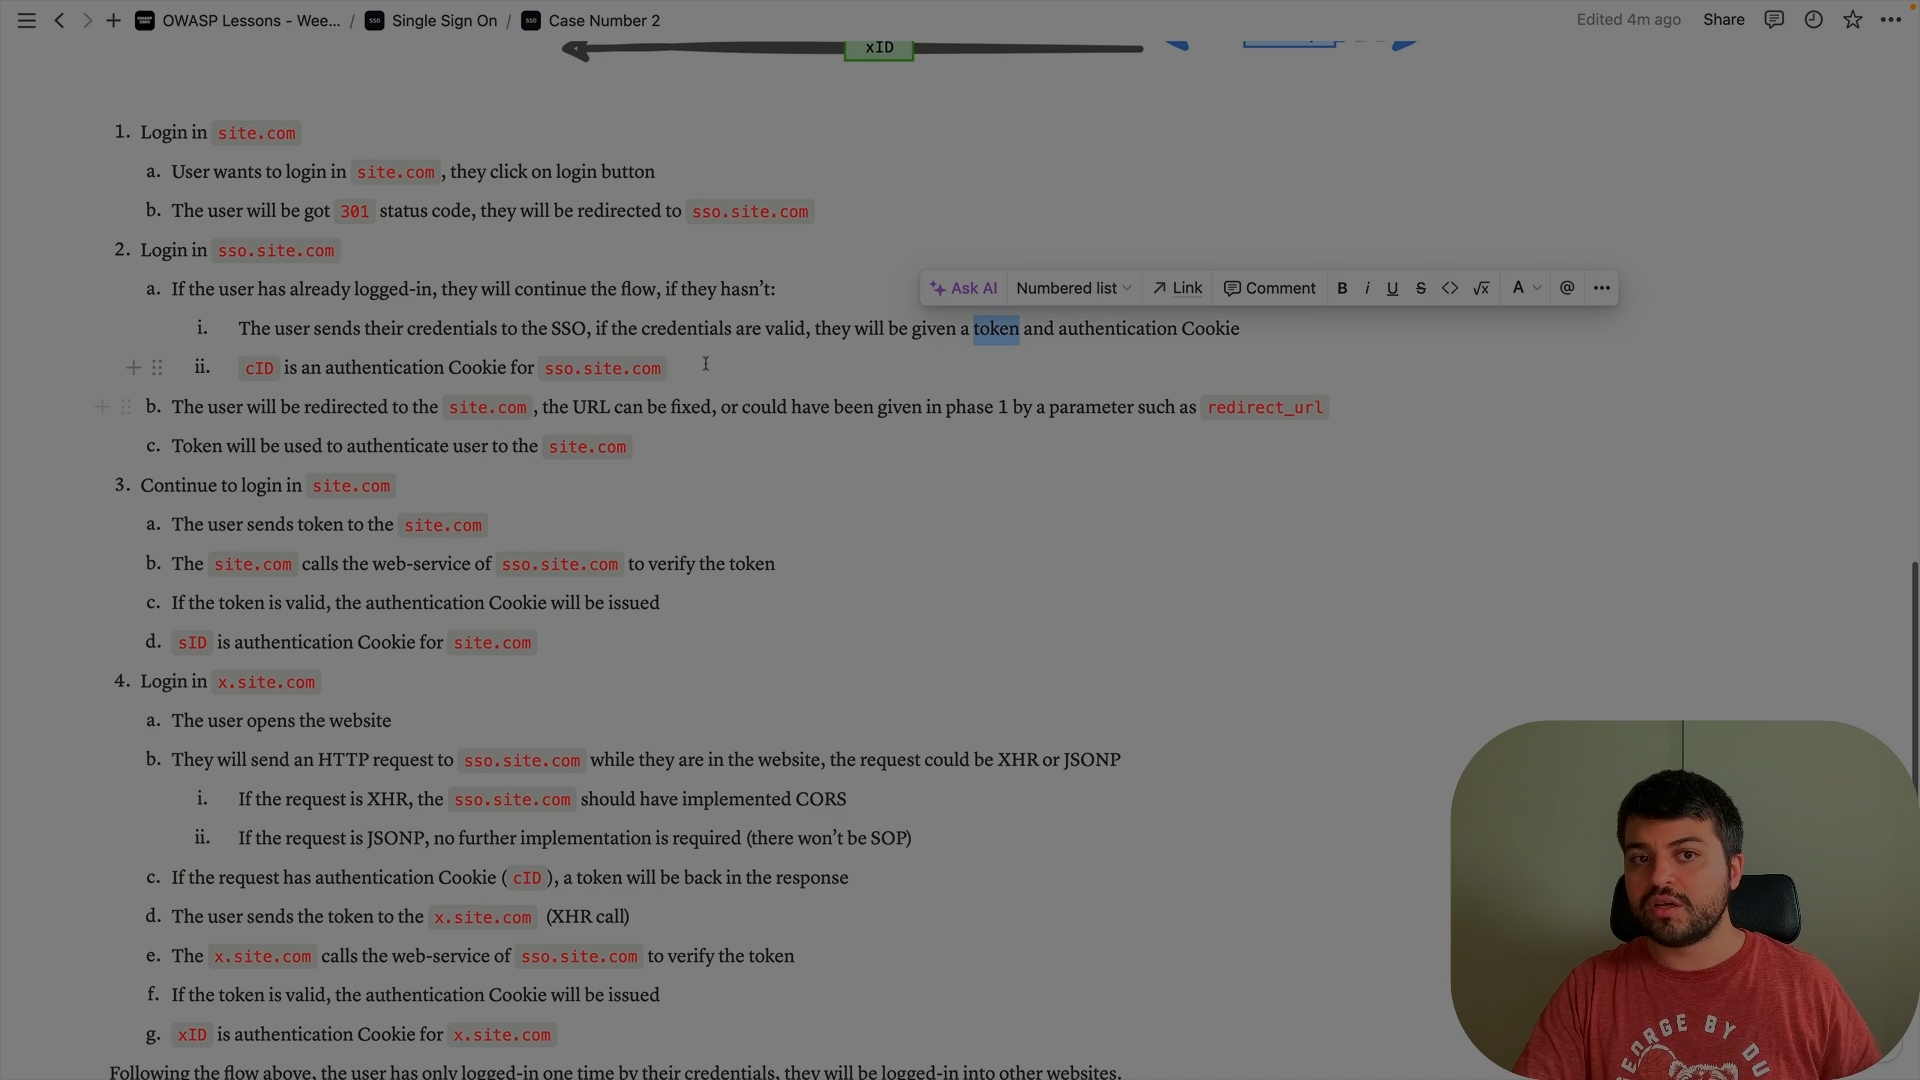 OWASP Lessons - Wee... / SSO Single Sign On / SSO Case Number 2
Edited 4m ago Share
xID
1. Login in site.com
a. User wants to login in site.com , they click on login button
b. The user will be got 301 status code, they will be redirected to sso.site.com
2. Login in sso.site.com
a. If the user has already logged-in, they will continue the flow, if they hasn't:
Ask AI Numbered list Link Comment B i U S <> √x A @
i. The user sends their credentials to the SSO, if the credentials are valid, they will be given a token and authentication Cookie
ii. cID is an authentication Cookie for sso.site.com
b. The user will be redirected to the site.com , the URL can be fixed, or could have been given in phase 1 by a parameter such as redirect_url
c. Token will be used to authenticate user to the site.com
3. Continue to login in site.com
a. The user sends token to the site.com
b. The site.com calls the web-service of sso.site.com to verify the token
c. If the token is valid, the authentication Cookie will be issued
d. sID is authentication Cookie for site.com
4. Login in x.site.com
a. The user opens the website
b. They will send an HTTP request to sso.site.com while they are in the website, the request could be XHR or JSONP
i. If the request is XHR, the sso.site.com should have implemented CORS
ii. If the request is JSONP, no further implementation is required (there won't be SOP)
c. If the request has authentication Cookie ( cID ), a token will be back in the response
d. The user sends the token to the x.site.com (XHR call)
e. The x.site.com calls the web-service of sso.site.com to verify the token
f. If the token is valid, the authentication Cookie will be issued
g. xID is authentication Cookie for x.site.com
Following the flow above, the user has only logged-in one time by their credentials, they will be logged-in into other websites.